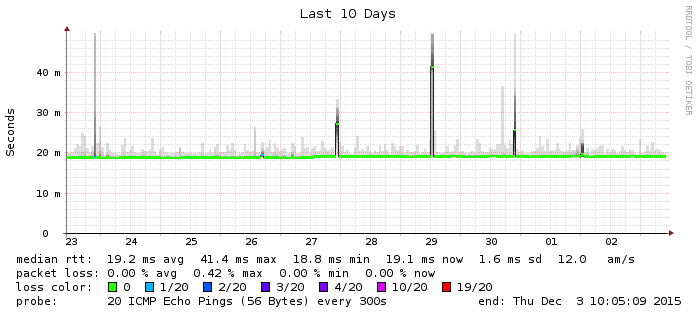 Last 10 Days
RRDTOOL / TOBI OETIKER
Seconds
40 m
30 m
20 m
10 m
0
23 24 25 26 27 28 29 30 01 02
median rtt: 19.2 ms avg 41.4 ms max 18.8 ms min 19.1 ms now 1.6 ms sd 12.0 am/s
packet loss: 0.00 % avg 0.42 % max 0.00 % min 0.00 % now
loss color: 0 1/20 2/20 3/20 4/20 10/20 19/20
probe: 20 ICMP Echo Pings (56 Bytes) every 300s end: Thu Dec 3 10:05:09 2015